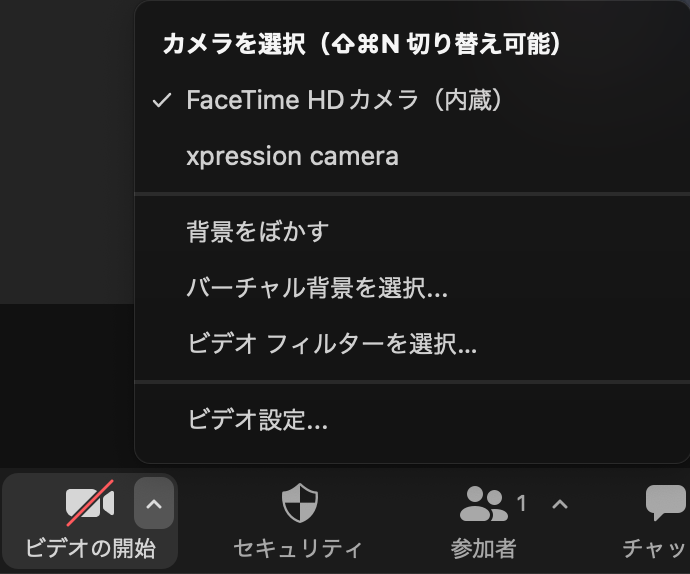 カメラを選択（⇧⌘N 切り替え可能）
✓ FaceTime HDカメラ（内蔵）
xpression camera
背景をぼかす
バーチャル背景を選択...
ビデオ フィルターを選択...
ビデオ設定...
1
ビデオの開始
セキュリティ
参加者
チャッ